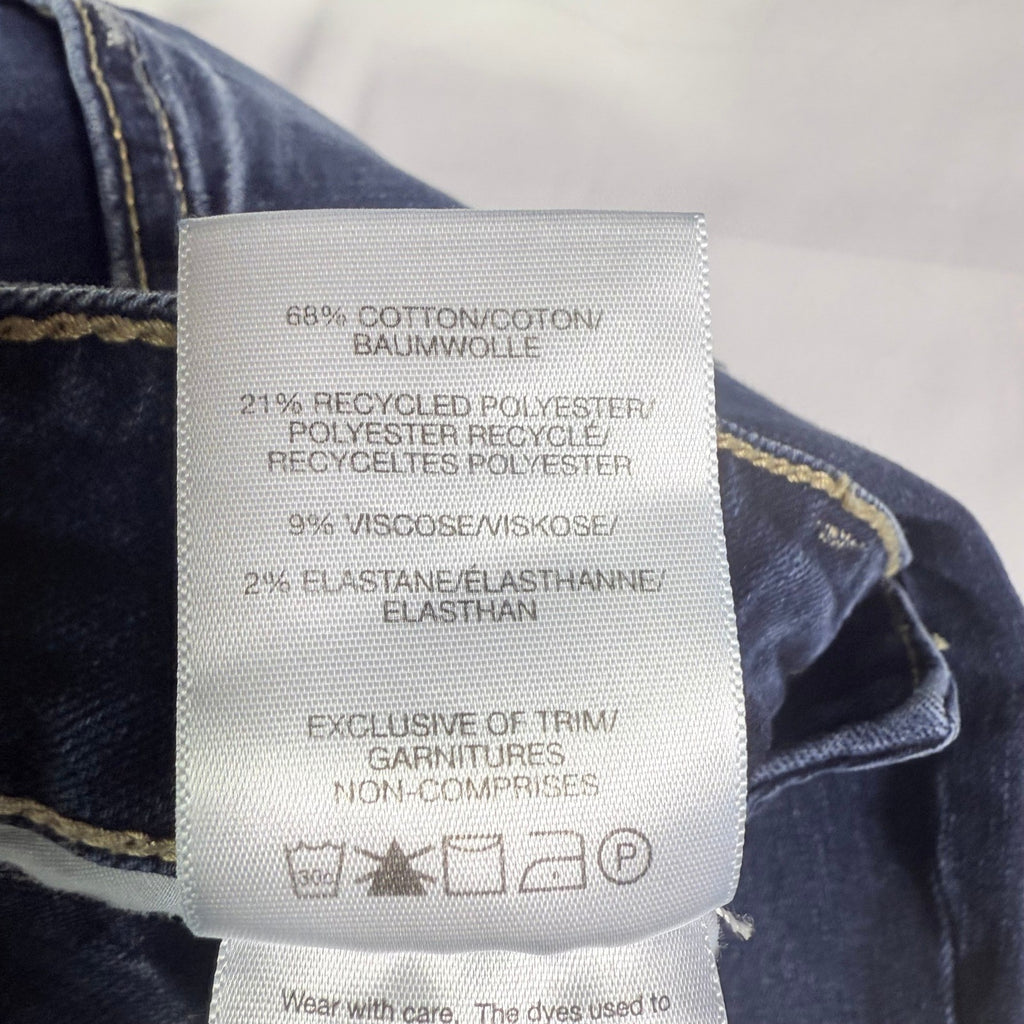 68% COTTON/COTON/
BAUMWOLLE
21% RECYCLED POLYESTER/
POLYESTER RECYCLÉ/
RECYCELTES POLYESTER
9% VISCOSE/VISKOSE/
2% ELASTANE/ÉLASTHANNE/
ELASTHAN
EXCLUSIVE OF TRIM/
GARNITURES
NON-COMPRISES
30c P
Wear with care. The dyes used to